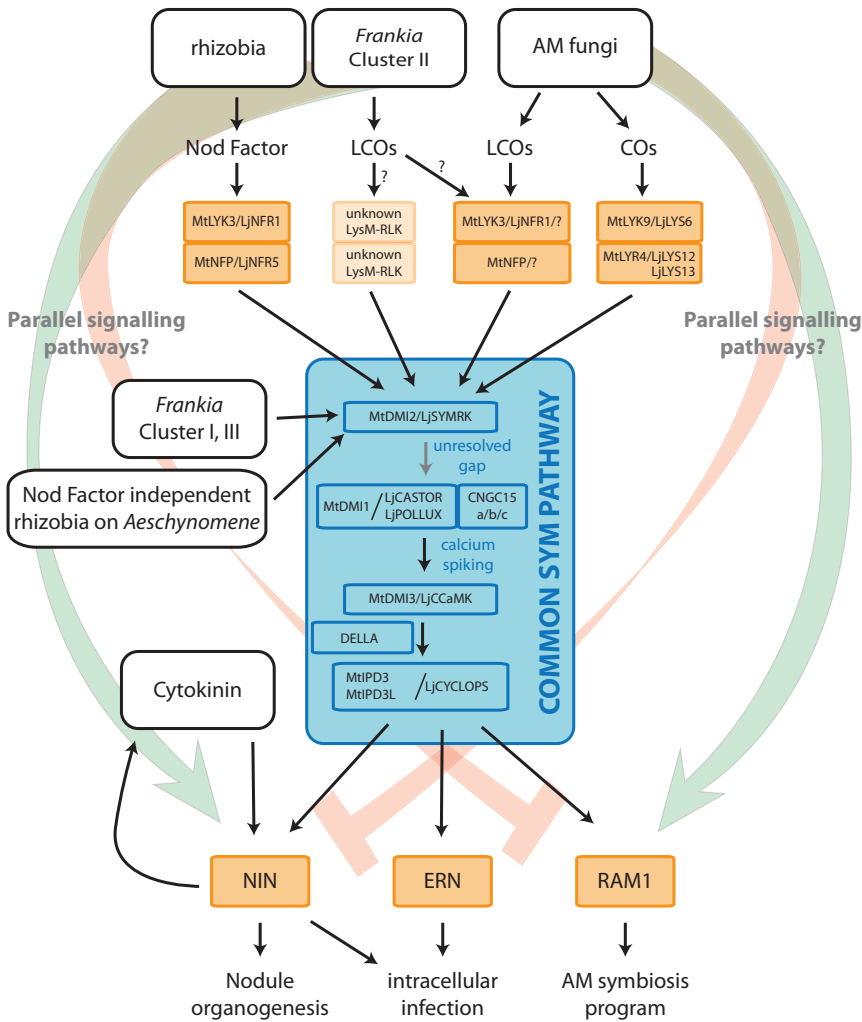 rhizobia
Frankia
Cluster II
AM fungi
Nod Factor
LCOs
LCOs
COs
?
?
MtLYK3/LjNFR1
MtNFP/LjNFR5
unknown
LysM-RLK
unknown
LysM-RLK
MtLYK3/LjNFR1/?
MtNFP/?
MtLYK9/LjLYS6
MtLYR4/LjLYS12
LjLYS13
Parallel signalling
pathways?
Parallel signalling
pathways?
Frankia
Cluster I, III
Nod Factor independent
rhizobia on Aeschynomene
MtDMI2/LjSYMRK
unresolved
gap
MtDMI1/LjCASTOR
LjPOLLUX
CNGC15
a/b/c
calcium
spiking
MtDMI3/LjCCaMK
DELLA
MtIPD3
MtIPD3L
/LjCYCLOPS
COMMON SYM PATHWAY
Cytokinin
NIN
ERN
RAM1
Nodule
organogenesis
intracellular
infection
AM symbiosis
program